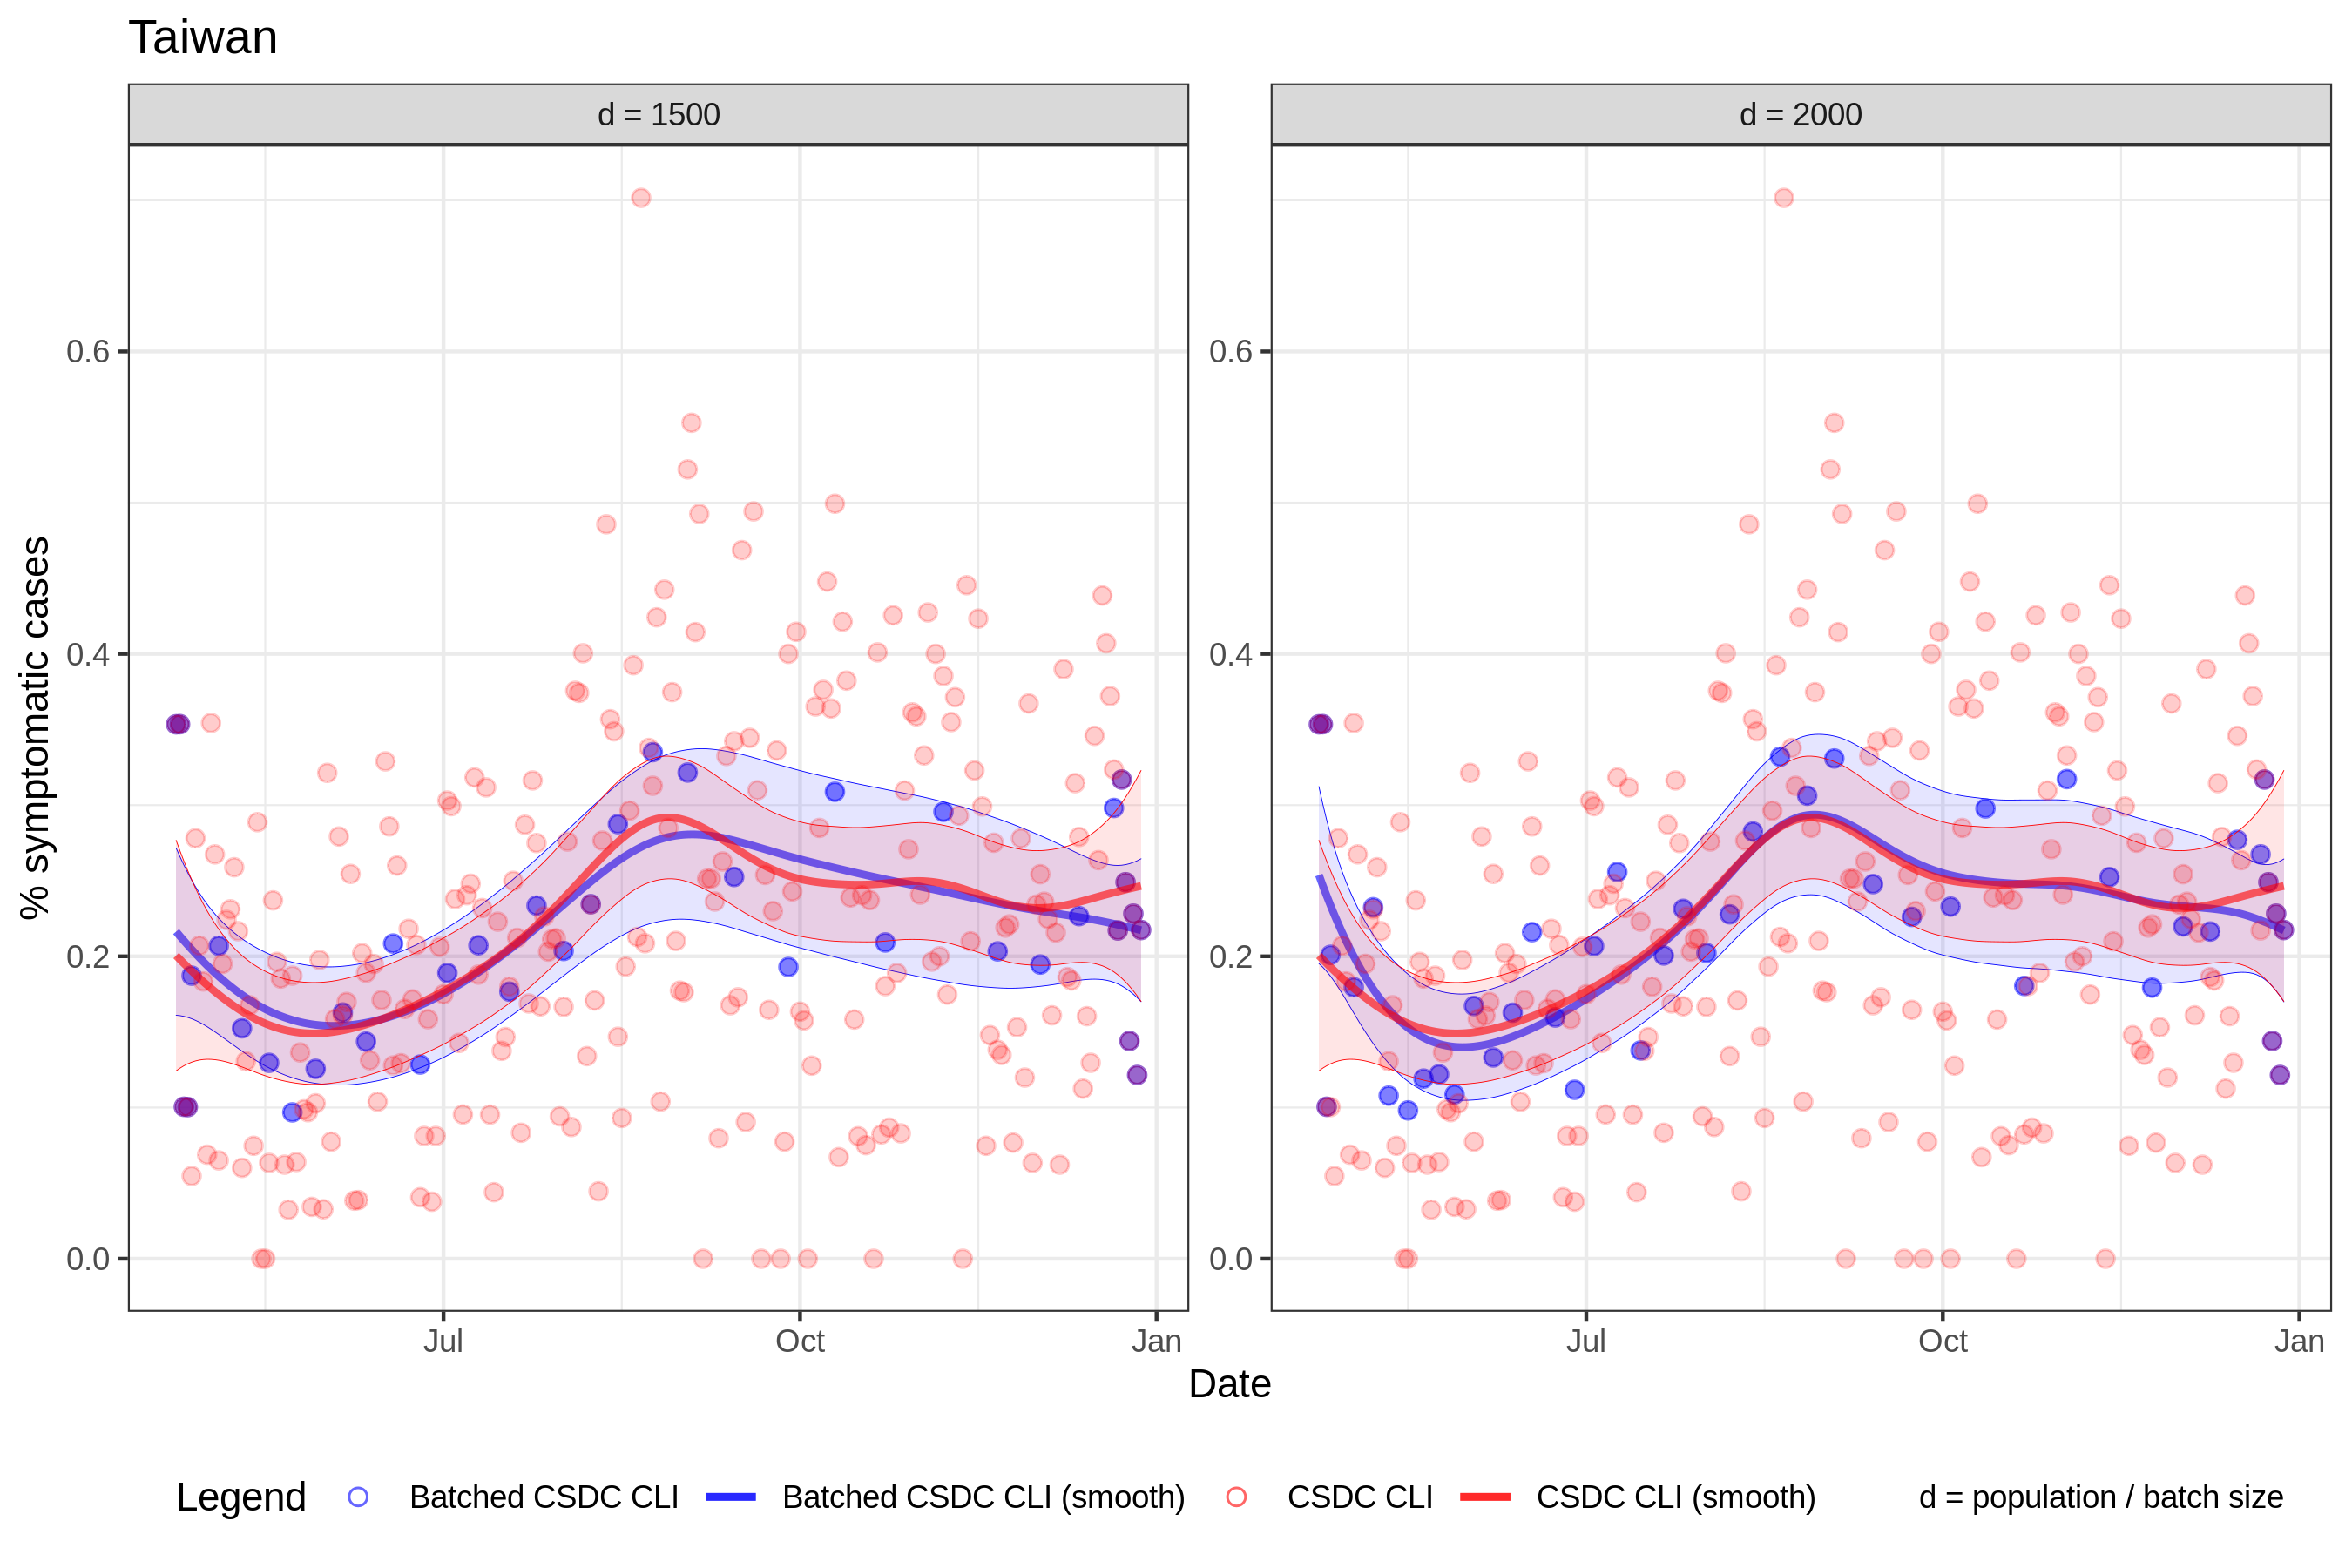 Taiwan
d = 1500
d = 2000
% symptomatic cases
0.6
0.4
0.2
0.0
0.6
0.4
0.2
0.0
Jul
Oct
Jan
Jul
Oct
Jan
Date
Legend
Batched CSDC CLI
Batched CSDC CLI (smooth)
CSDC CLI
CSDC CLI (smooth)
d = population / batch size